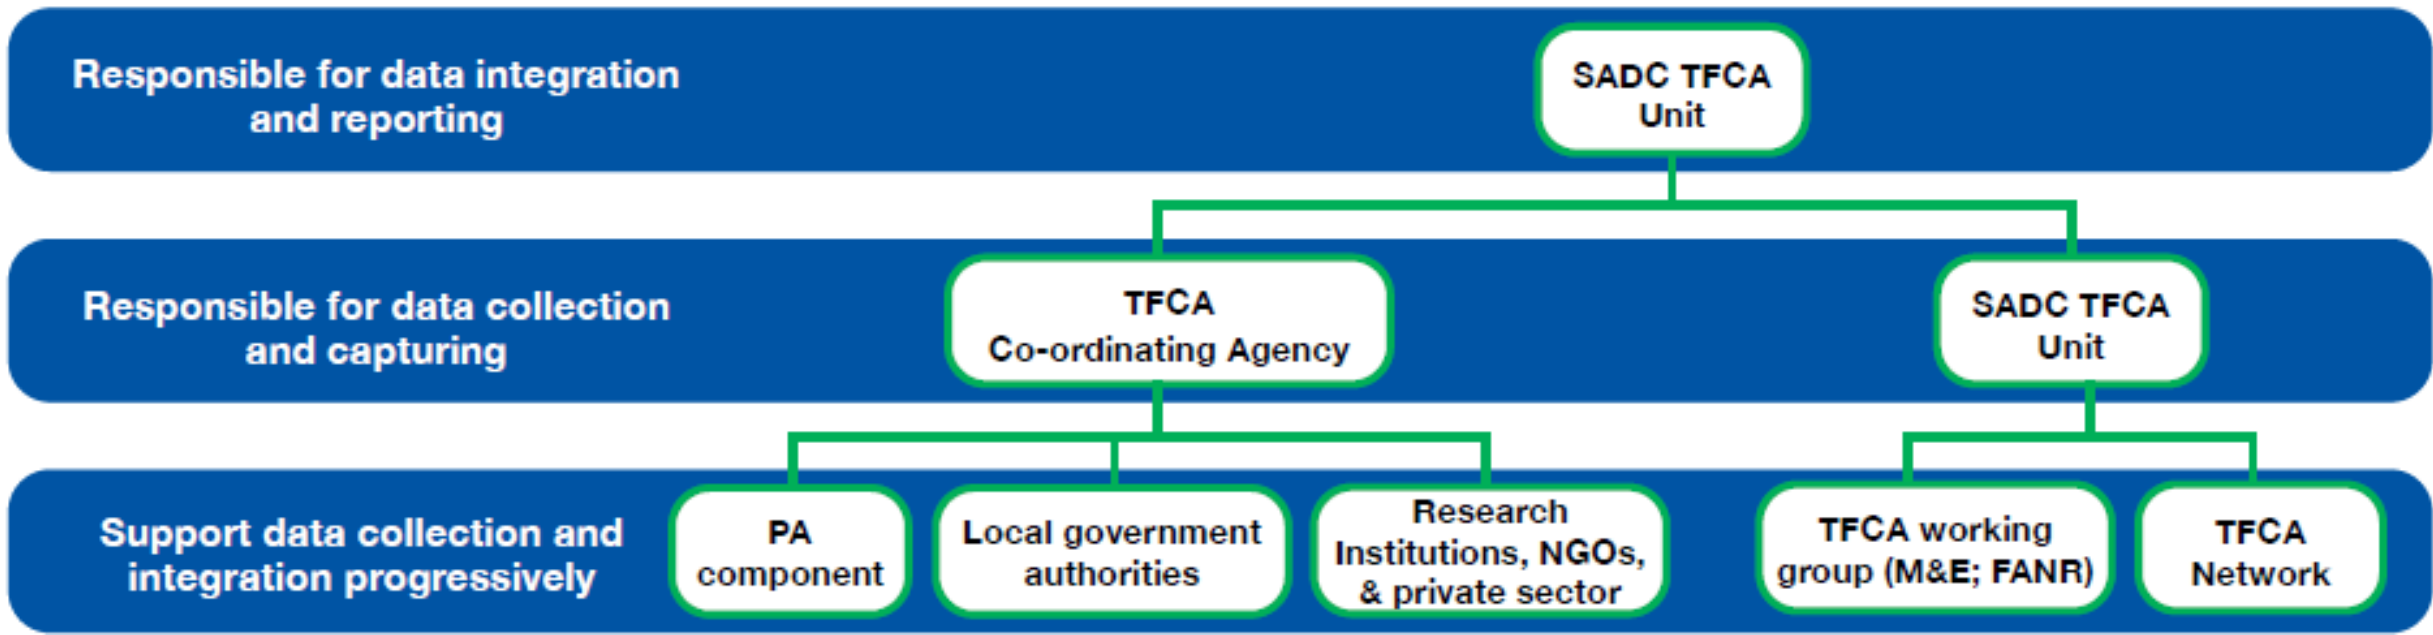 Responsible for data integration
and reporting
SADC TFCA
Unit
Responsible for data collection
and capturing
TFCA
Co-ordinating Agency
SADC TFCA
Unit
Support data collection and
integration progressively
PA
component
Local government
authorities
Research
Institutions, NGOs,
& private sector
TFCA working
group (M&E; FANR)
TFCA
Network